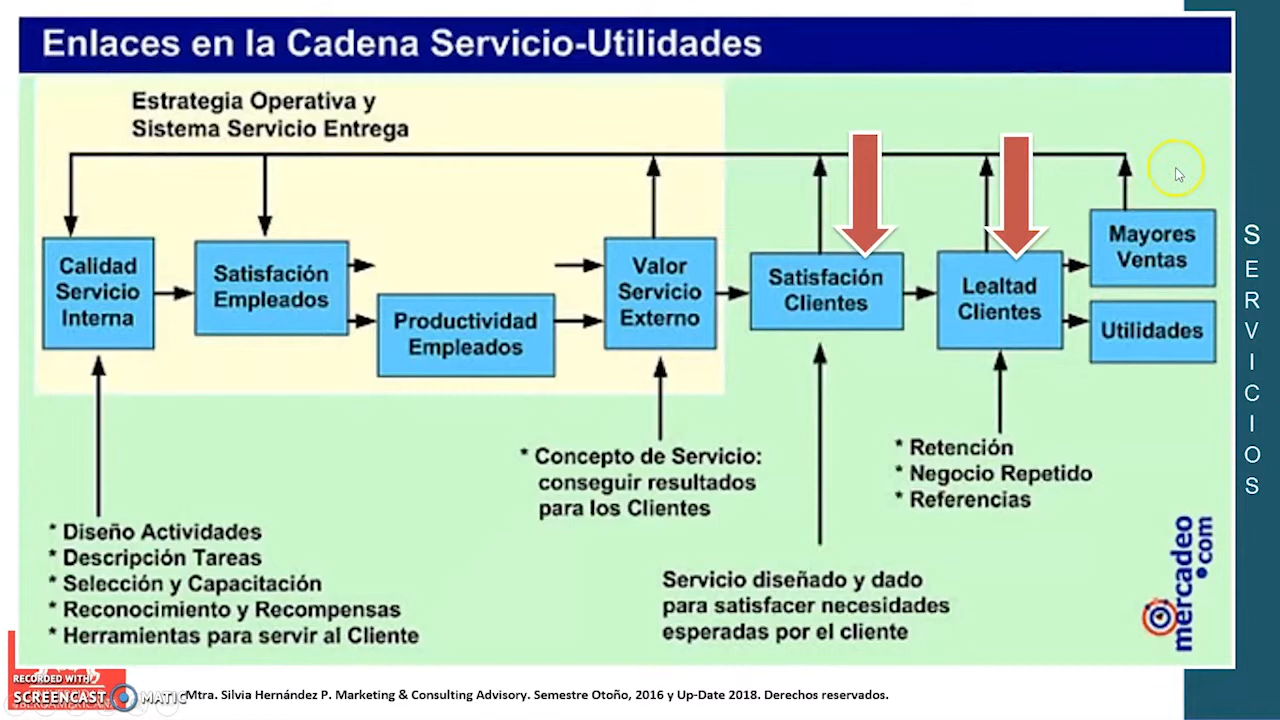 Enlaces en la Cadena Servicio-Utilidades
Estrategia Operativa y
Sistema Servicio Entrega
Calidad
Servicio
Interna
Satisfación
Empleados
Productividad
Empleados
Valor
Servicio
Externo
Satisfación
Clientes
Lealtad
Clientes
Mayores
Ventas
Utilidades
* Concepto de Servicio:
conseguir resultados
para los Clientes
* Retención
* Negocio Repetido
* Referencias
* Diseño Actividades
* Descripción Tareas
* Selección y Capacitación
* Reconocimiento y Recompensas
* Herramientas para servir al Cliente
Servicio diseñado y dado
para satisfacer necesidades
esperadas por el cliente
mercadeo
.com
SERVICIOS
RECORDED WITH
SCREENCAST MATIC
Mtra. Silvia Hernández P. Marketing & Consulting Advisory. Semestre Otoño, 2016 y Up-Date 2018. Derechos reservados.